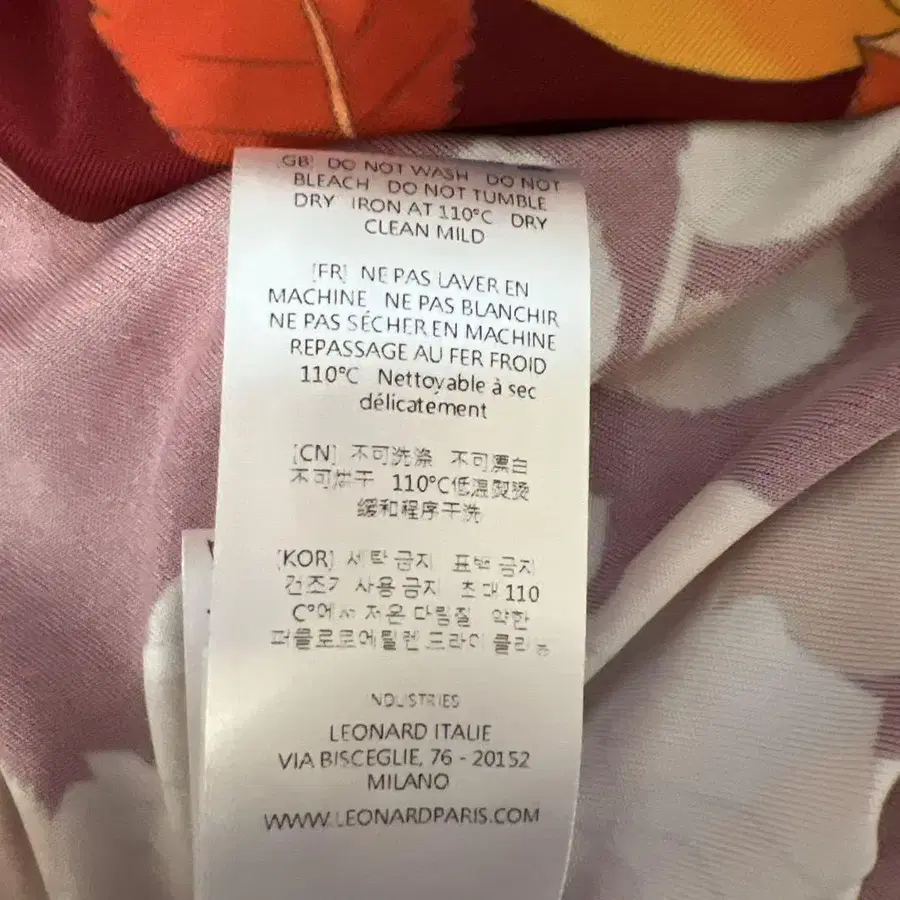 [GB] DO NOT WASH DO NOT
BLEACH DO NOT TUMBLE
DRY IRON AT 110°C DRY
CLEAN MILD
[FR] NE PAS LAVER EN
MACHINE NE PAS BLANCHIR
NE PAS SÉCHER EN MACHINE
REPASSAGE AU FER FROID
110°C Nettoyable à sec
délicatement
[CN] 不可洗涤 不可漂白
不可烘干 110°C低温熨烫
缓和程序干洗
[KOR] 세탁 금지 표백 금지
건조기 사용 금지 초대 110
C°에서 저온 다림질 약한
퍼클로로에틸렌 드라이 클리닝
INDUSTRIES
LEONARD ITALIE
VIA BISCEGLIE, 76 - 20152
MILANO
WWW.LEONARDPARIS.COM